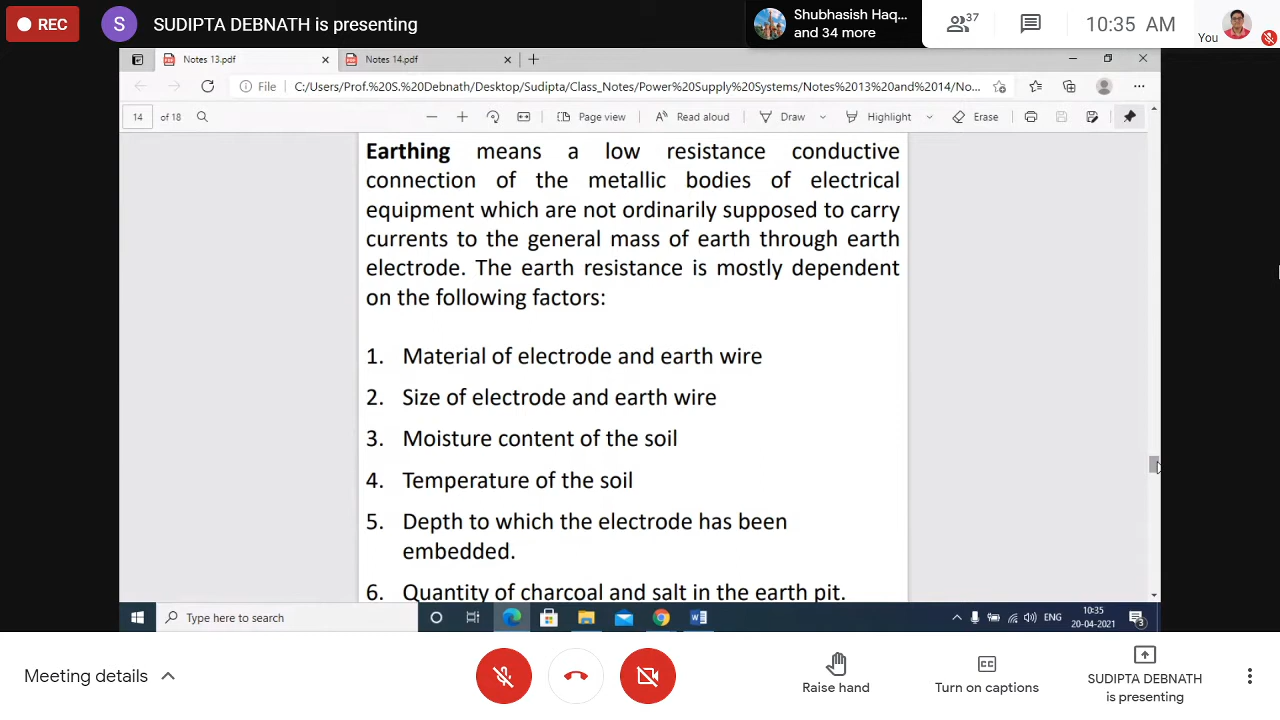 REC
S
SUDIPTA DEBNATH is presenting
Shubhasish Haq...
and 34 more
37
10:35 AM
You
Notes 13.pdf
Notes 14.pdf
File
C:/Users/Prof.%20S.%20Debnath/Desktop/Sudipta/Class_Notes/Power%20Supply%20Systems/Notes%2013%20and%2014/No...
14 of 18
Page view
Read aloud
Draw
Highlight
Erase
Earthing means a low resistance conductive
connection of the metallic bodies of electrical
equipment which are not ordinarily supposed to carry
currents to the general mass of earth through earth
electrode. The earth resistance is mostly dependent
on the following factors:
1. Material of electrode and earth wire
2. Size of electrode and earth wire
3. Moisture content of the soil
4. Temperature of the soil
5. Depth to which the electrode has been
embedded.
6. Quantity of charcoal and salt in the earth pit.
Type here to search
ENG
10:35
20-04-2021
3
Meeting details
Raise hand
Turn on captions
SUDIPTA DEBNATH
is presenting